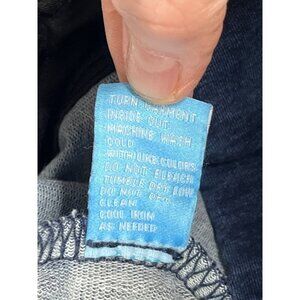 TURN GARMENT
INSIDE OUT
MACHINE WASH
COLD
WITH LIKE COLORS
DO NOT BLEACH
TUMBLE DRY LOW
DO NOT DRY
CLEAN
COOL IRON
AS NEEDED